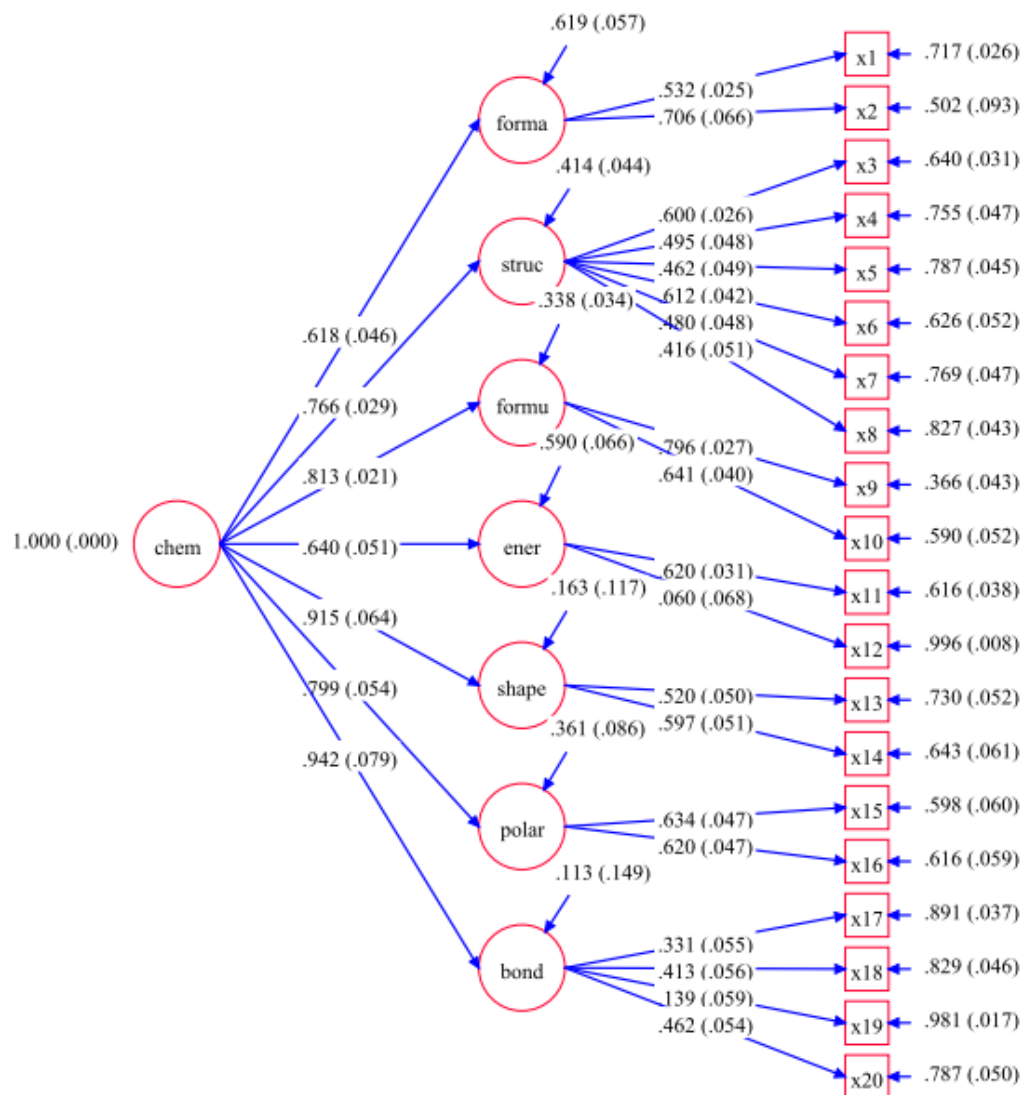 .619 (.057)
x1
.717 (.026)
.532 (.025)
.706 (.066)
forma
x2
.502 (.093)
.414 (.044)
x3
.640 (.031)
.600 (.026)
x4
.755 (.047)
.495 (.048)
struc
.462 (.049)
x5
.787 (.045)
.338 (.034)
.612 (.042)
.480 (.048)
x6
.626 (.052)
.618 (.046)
.416 (.051)
x7
.769 (.047)
.766 (.029)
formu
x8
.827 (.043)
.590 (.066)
.796 (.027)
.813 (.021)
.641 (.040)
x9
.366 (.043)
1.000 (.000)
chem
.640 (.051)
ener
x10
.590 (.052)
.620 (.031)
.163 (.117)
.060 (.068)
x11
.616 (.038)
.915 (.064)
x12
.996 (.008)
.799 (.054)
shape
.520 (.050)
x13
.730 (.052)
.361 (.086)
.597 (.051)
.942 (.079)
x14
.643 (.061)
polar
.634 (.047)
x15
.598 (.060)
.620 (.047)
x16
.616 (.059)
.113 (.149)
x17
.891 (.037)
.331 (.055)
bond
.413 (.056)
x18
.829 (.046)
.139 (.059)
.462 (.054)
x19
.981 (.017)
x20
.787 (.050)